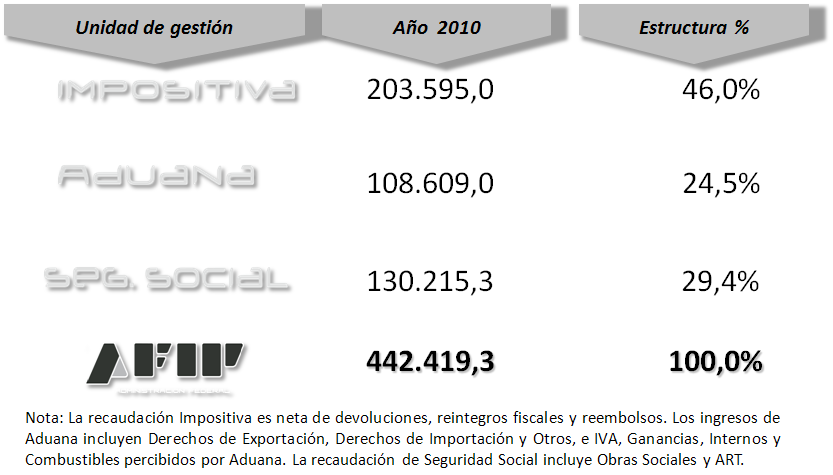 Unidad de gestión Año 2010 Estructura %
IMPOSITIVA 203.595,0 46,0%
ADUANA 108.609,0 24,5%
SEG. SOCIAL 130.215,3 29,4%
AFIP 442.419,3 100,0%
Nota: La recaudación Impositiva es neta de devoluciones, reintegros fiscales y reembolsos. Los ingresos de
Aduana incluyen Derechos de Exportación, Derechos de Importación y Otros, e IVA, Ganancias, Internos y
Combustibles percibidos por Aduana. La recaudación de Seguridad Social incluye Obras Sociales y ART.